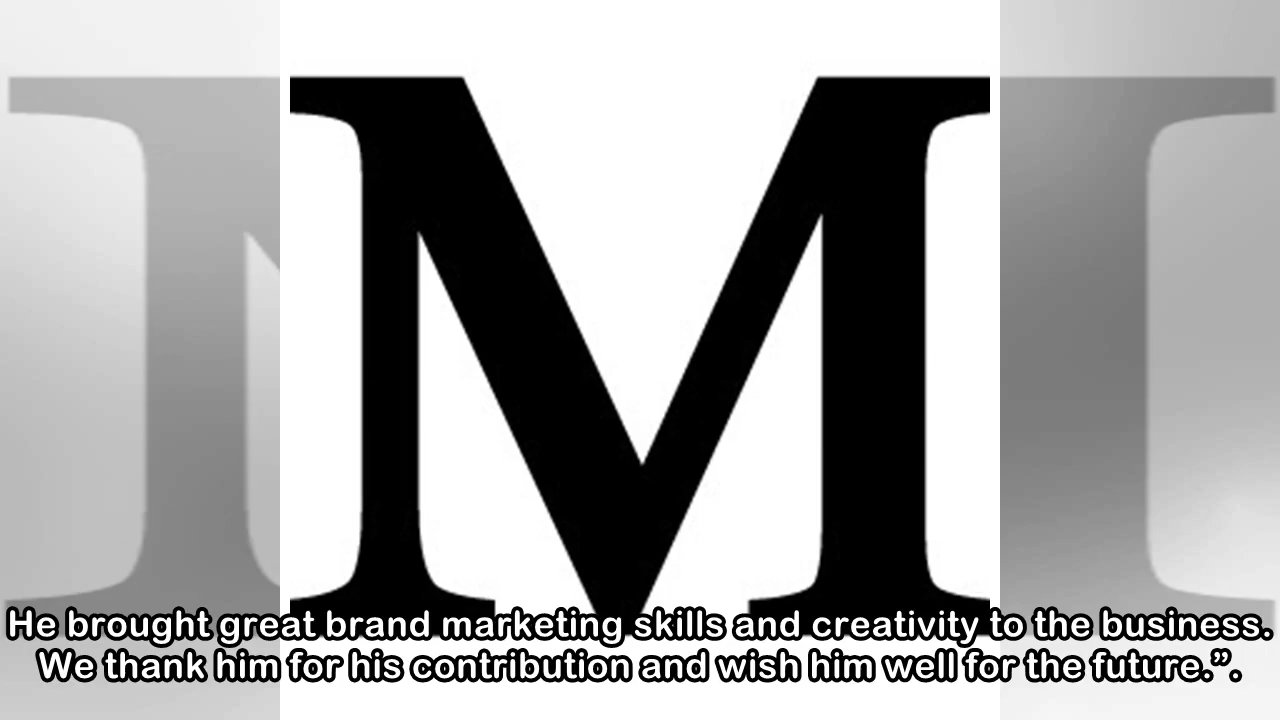 M
He brought great brand marketing skills and creativity to the business.
We thank him for his contribution and wish him well for the future.”.